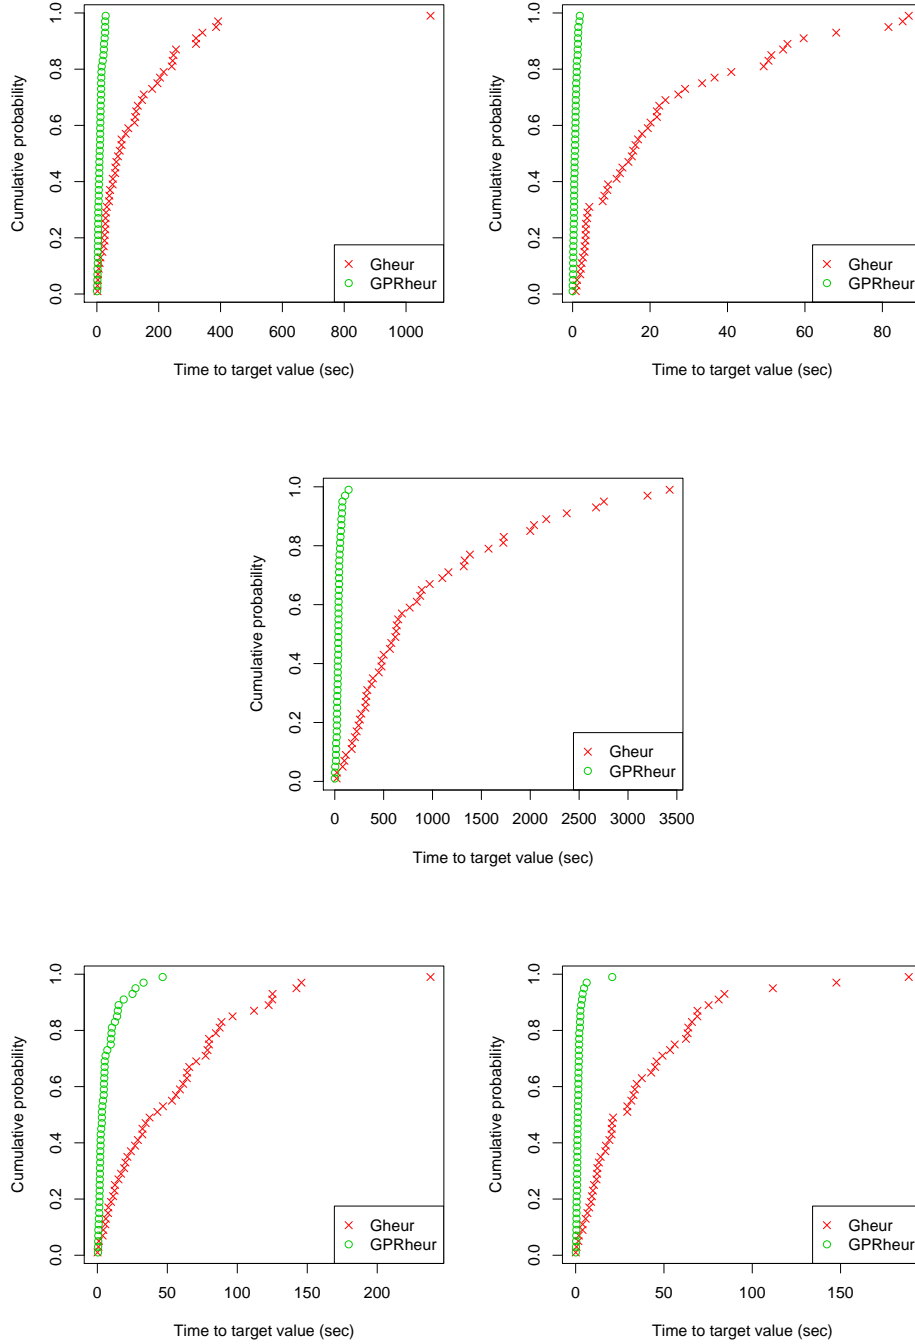 Cumulative probability
1.0
0.8
0.6
0.4
0.2
0.0
Gheur
GPRheur
0 200 400 600 800 1000
Time to target value (sec)
Cumulative probability
1.0
0.8
0.6
0.4
0.2
0.0
Gheur
GPRheur
0 20 40 60 80
Time to target value (sec)
Cumulative probability
1.0
0.8
0.6
0.4
0.2
0.0
Gheur
GPRheur
0 500 1000 1500 2000 2500 3000 3500
Time to target value (sec)
Cumulative probability
1.0
0.8
0.6
0.4
0.2
0.0
Gheur
GPRheur
0 50 100 150 200
Time to target value (sec)
Cumulative probability
1.0
0.8
0.6
0.4
0.2
0.0
Gheur
GPRheur
0 50 100 150
Time to target value (sec)